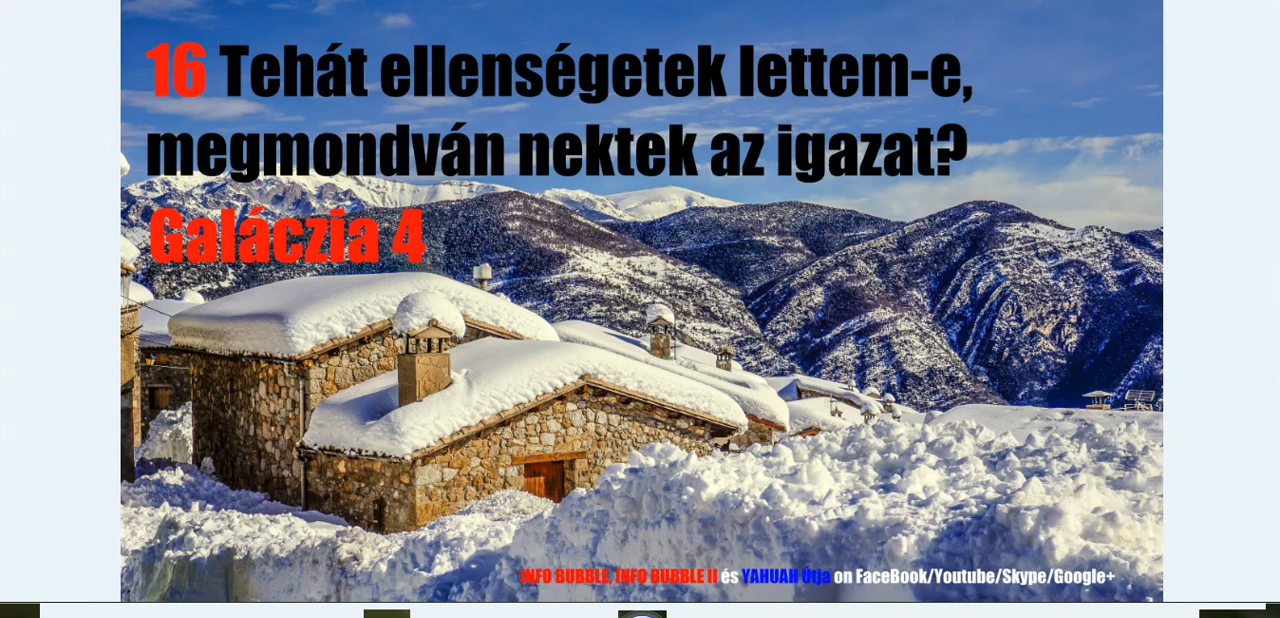 16 Tehát ellenségetek lettem-e,
megmondván nektek az igazat?
Galáczia 4
INFO BUBBLE, INFO BUBBLE II és YAHUAH Útja on FaceBook/Youtube/Skype/Google+